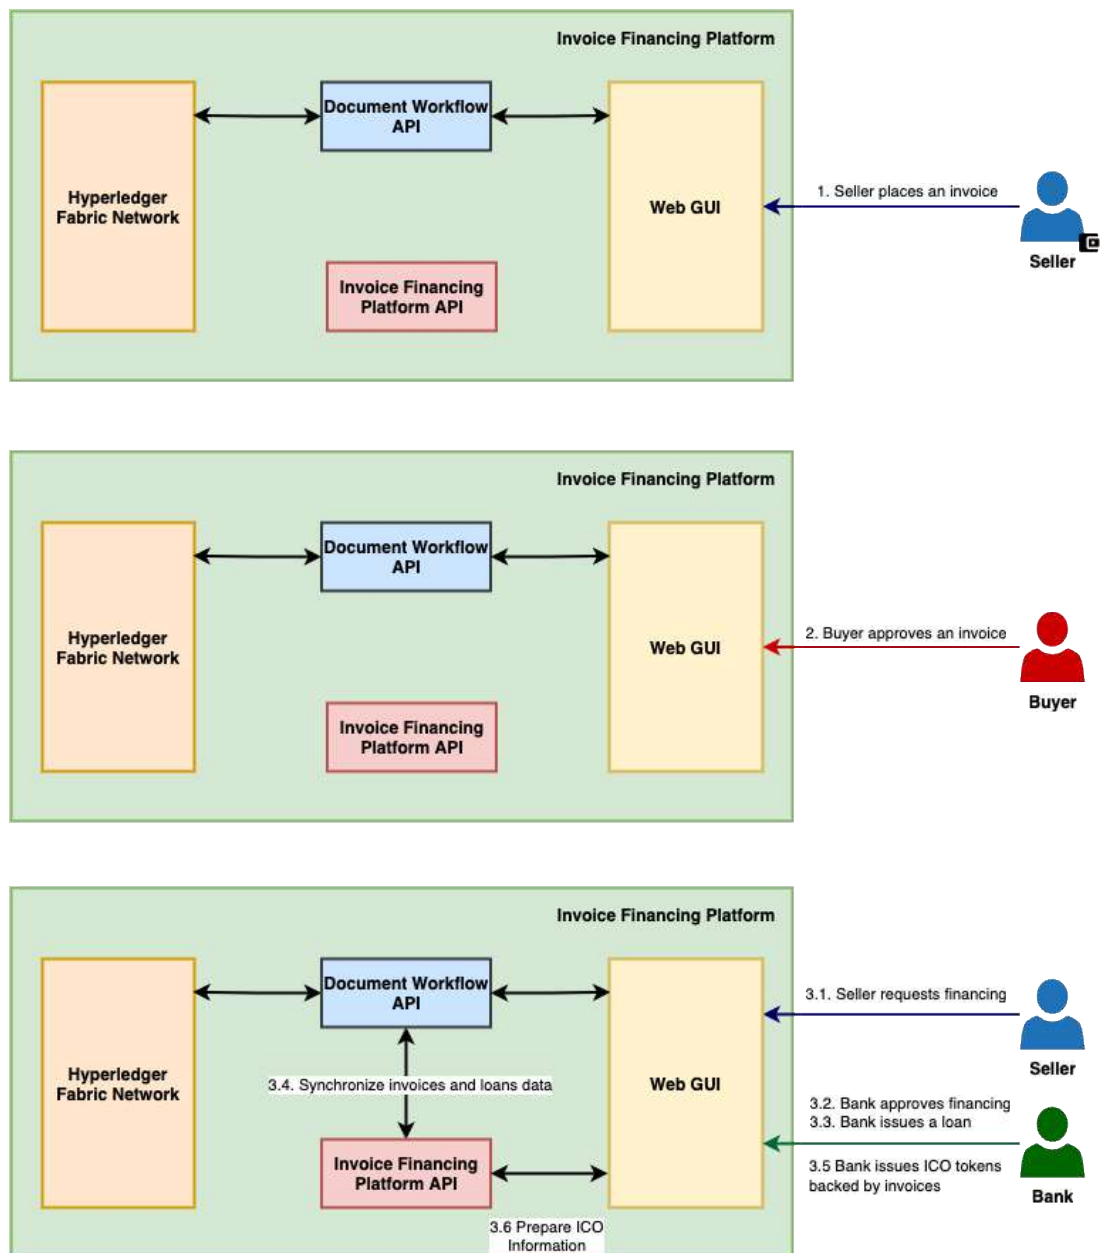 Invoice Financing Platform
Document Workflow
API
Hyperledger
Fabric Network
Web GUI
1. Seller places an invoice
Seller
Invoice Financing
Platform API
Invoice Financing Platform
Document Workflow
API
Hyperledger
Fabric Network
Web GUI
2. Buyer approves an invoice
Buyer
Invoice Financing
Platform API
Invoice Financing Platform
Document Workflow
API
3.1. Seller requests financing
Seller
Hyperledger
Fabric Network
3.4. Synchronize invoices and loans data
Web GUI
3.2. Bank approves financing
3.3. Bank issues a loan
Invoice Financing
Platform API
3.5 Bank issues ICO tokens
backed by invoices
Bank
3.6 Prepare ICO
Information